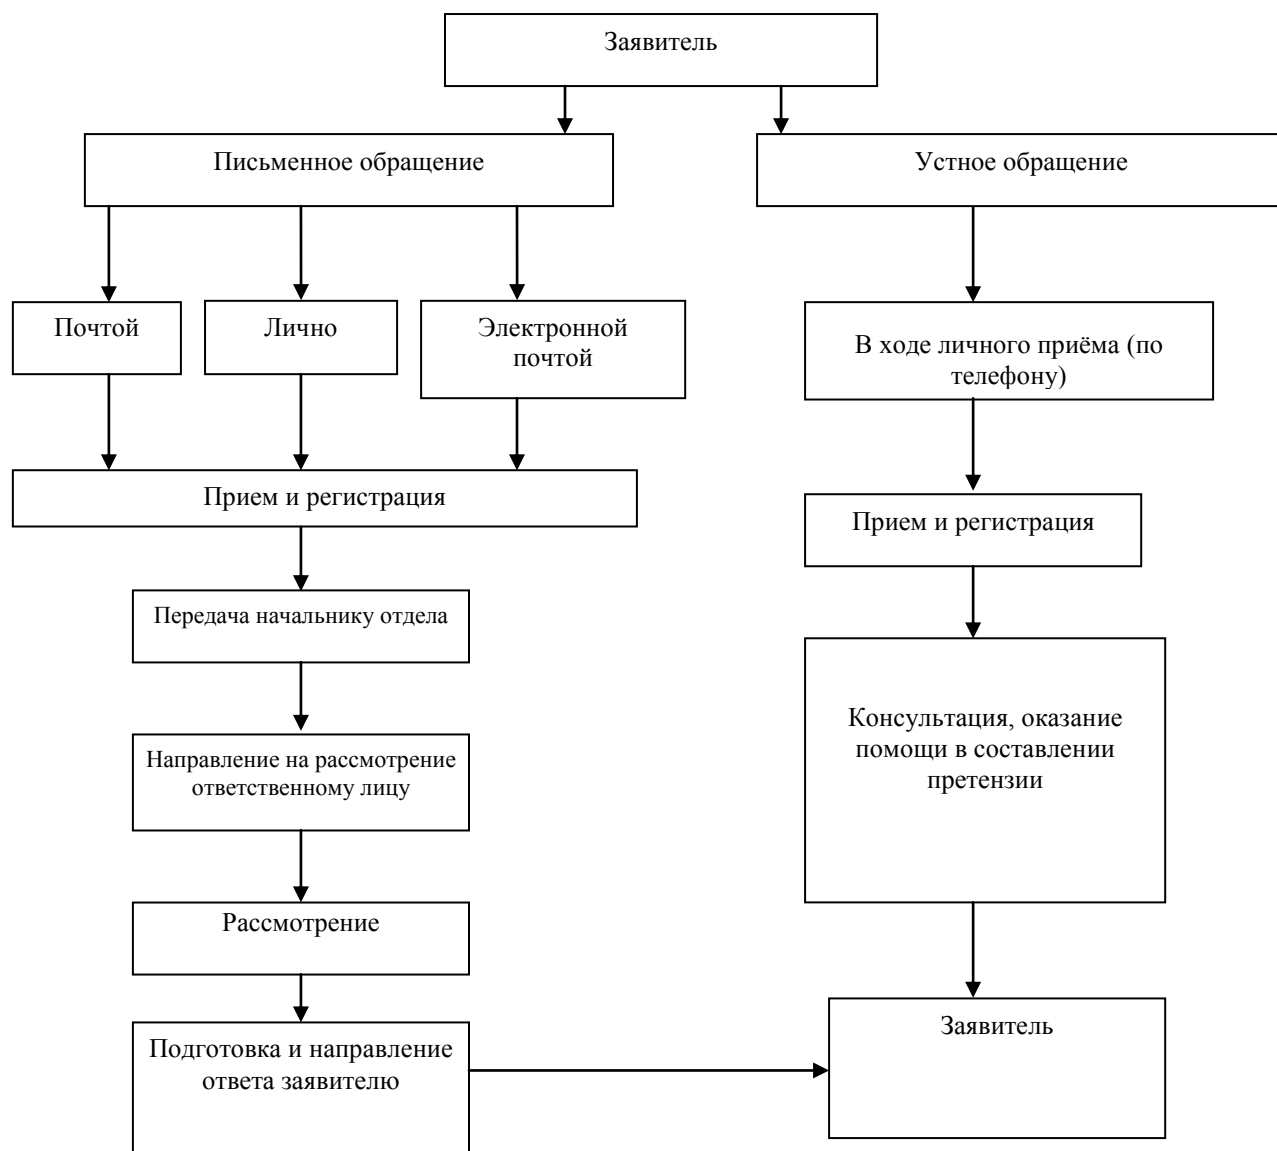 Заявитель
Письменное обращение
Устное обращение
Почтой
Лично
Электронной
почтой
В ходе личного приёма (по
телефону)
Прием и регистрация
Прием и регистрация
Передача начальнику отдела
Консультация, оказание
помощи в составлении
претензии
Направление на рассмотрение
ответственному лицу
Рассмотрение
Подготовка и направление
ответа заявителю
Заявитель